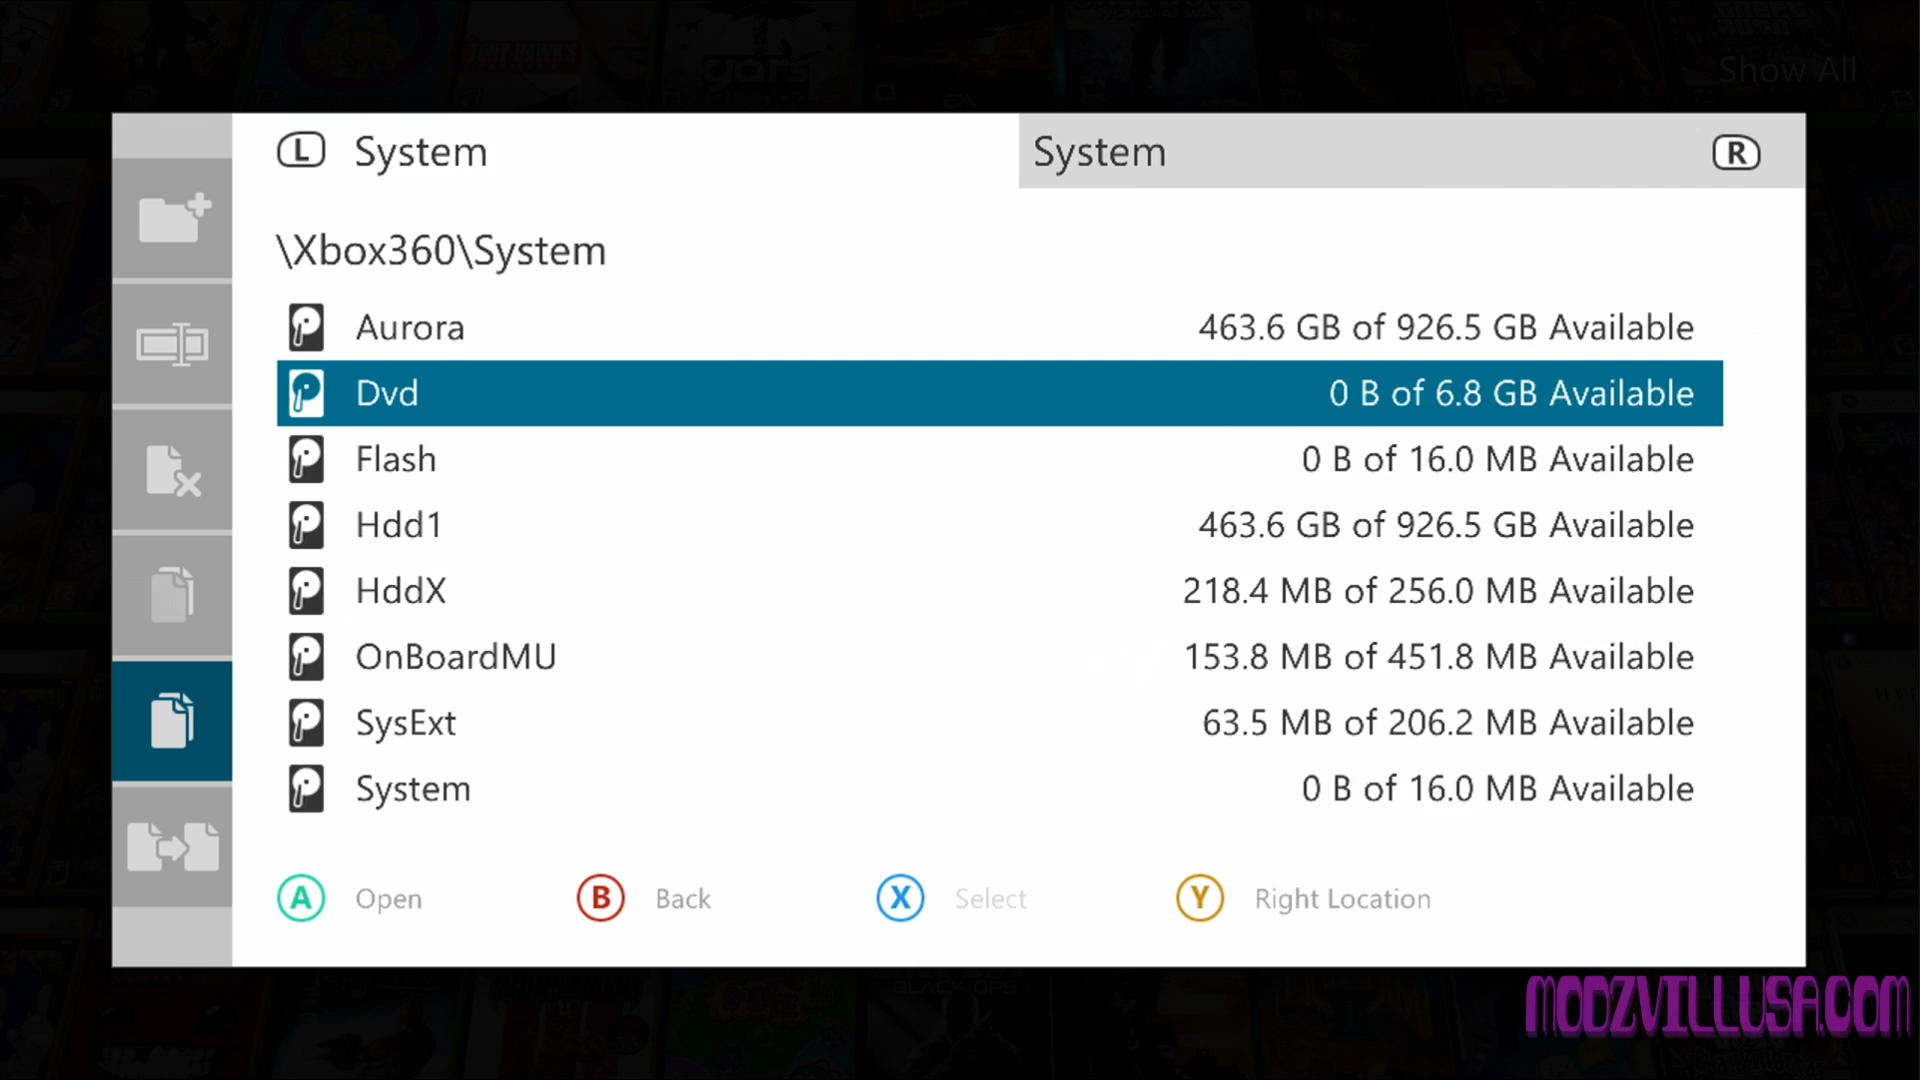 Show All
L System
System R
\Xbox360\System
Aurora 463.6 GB of 926.5 GB Available
Dvd 0 B of 6.8 GB Available
Flash 0 B of 16.0 MB Available
Hdd1 463.6 GB of 926.5 GB Available
HddX 218.4 MB of 256.0 MB Available
OnBoardMU 153.8 MB of 451.8 MB Available
SysExt 63.5 MB of 206.2 MB Available
System 0 B of 16.0 MB Available
A Open B Back X Select Y Right Location
MODZVILLUSA.COM